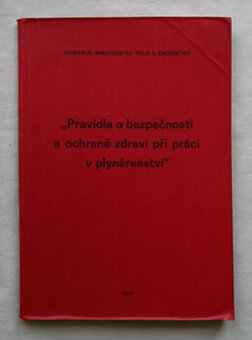 FEDERÁLNÍ MINISTERSTVO PALIV A ENERGETIKY
„Pravidla o bezpečnosti
a ochraně zdraví při práci
v plynárenství"